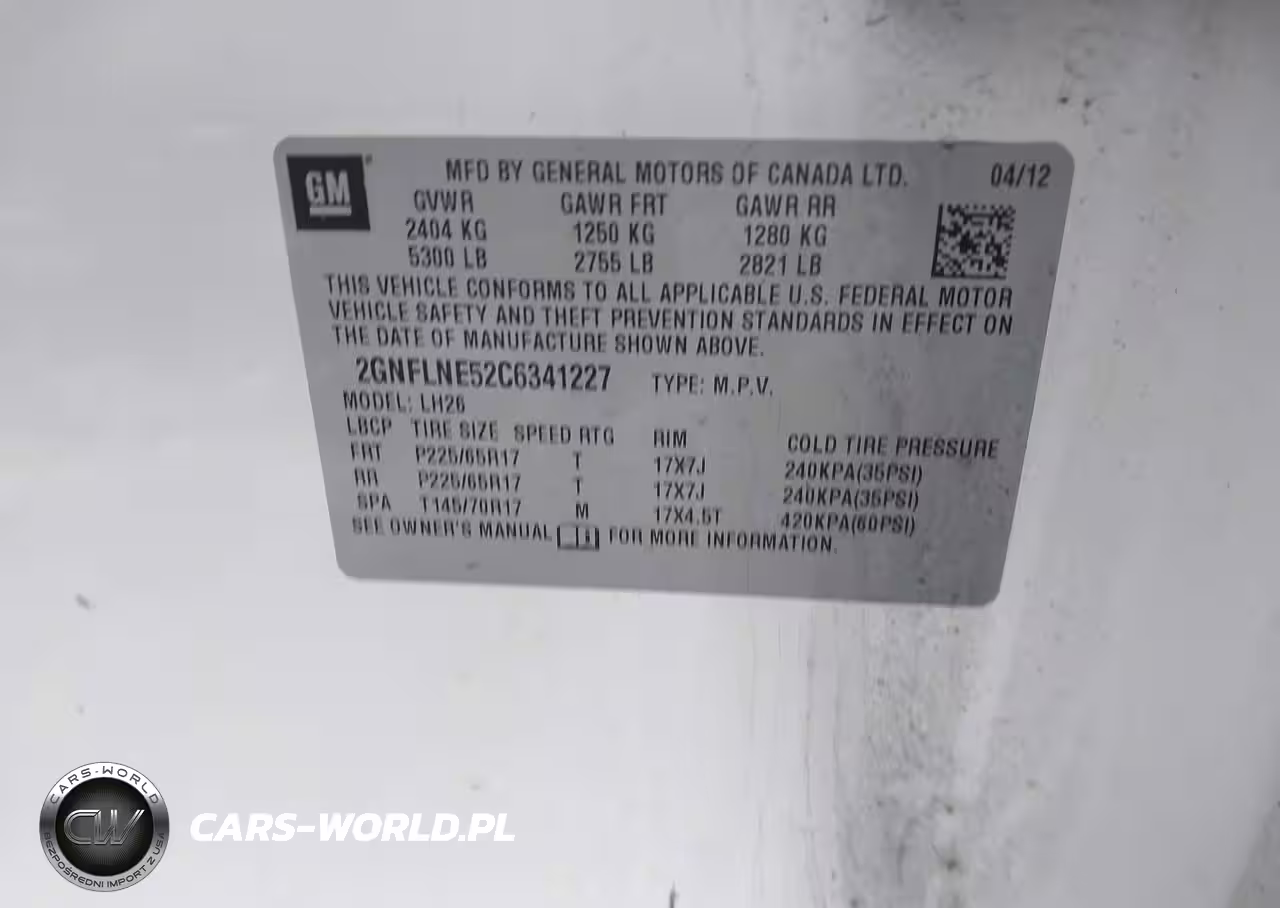 GM
MFD BY GENERAL MOTORS OF CANADA LTD. 04/12
GVWR GAWR FRT GAWR RR
2404 KG 1250 KG 1280 KG
5300 LB 2755 LB 2821 LB
THIS VEHICLE CONFORMS TO ALL APPLICABLE U.S. FEDERAL MOTOR
VEHICLE SAFETY AND THEFT PREVENTION STANDARDS IN EFFECT ON
THE DATE OF MANUFACTURE SHOWN ABOVE.
2GNFLNE52C6341227 TYPE: M.P.V.
MODEL: LH26
LBCP TIRE SIZE SPEED RTG RIM COLD TIRE PRESSURE
FRT P225/65R17 T 17X7J 240KPA(35PSI)
RR P225/65R17 T 17X7J 240KPA(35PSI)
SPA T145/70R17 M 17X4.5T 420KPA(60PSI)
SEE OWNER'S MANUAL FOR MORE INFORMATION.
CARS-WORLD
CW
BEZPOŚREDNI IMPORT Z USA
CARS-WORLD.PL